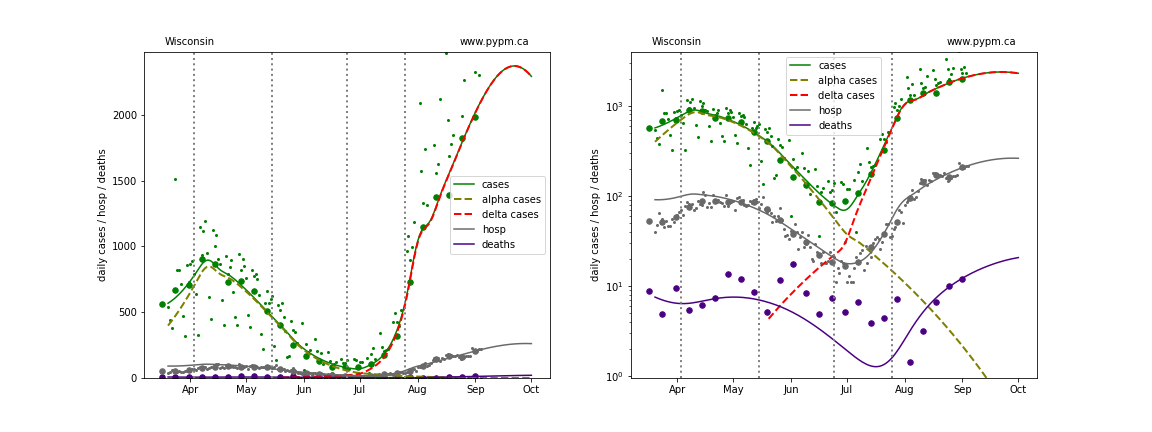 Wisconsin
www.pypm.ca
daily cases / hosp / deaths
2000
1500
1000
500
0
cases
alpha cases
delta cases
hosp
deaths
Apr
May
Jun
Jul
Aug
Sep
Oct
Wisconsin
www.pypm.ca
daily cases / hosp / deaths
10³
10²
10¹
10⁰
cases
alpha cases
delta cases
hosp
deaths
Apr
May
Jun
Jul
Aug
Sep
Oct